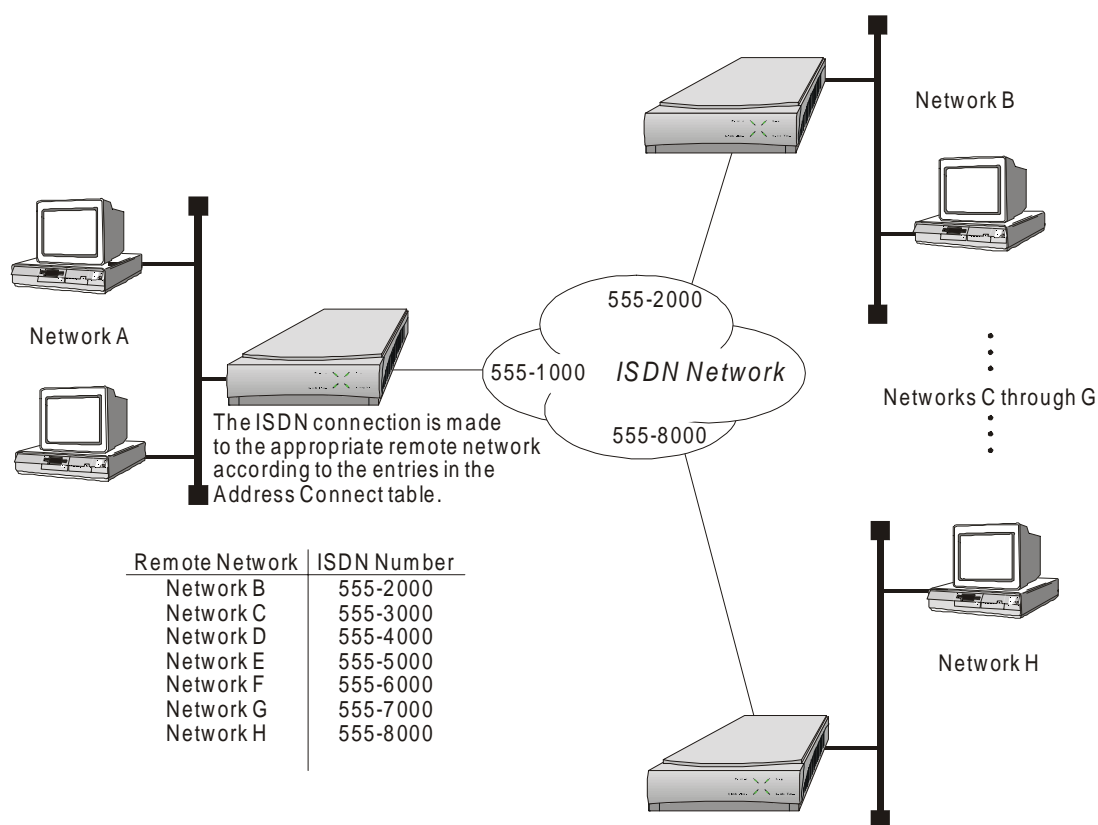 Network B
Network A
555-2000
555-1000 ISDN Network
555-8000
Networks C through G
The ISDN connection is made
to the appropriate remote network
according to the entries in the
Address Connect table.
Remote Network ISDN Number
Network B 555-2000
Network C 555-3000
Network D 555-4000
Network E 555-5000
Network F 555-6000
Network G 555-7000
Network H 555-8000
Network H